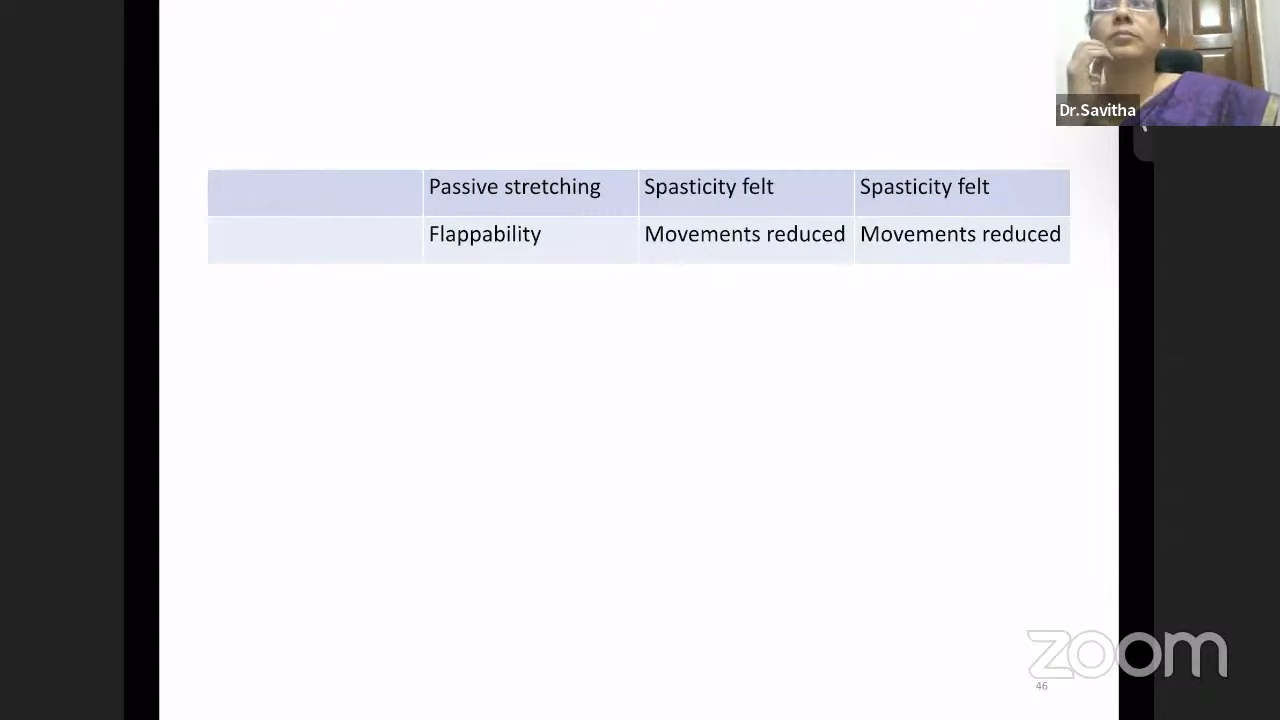 Dr.Savitha
Passive stretching Spasticity felt Spasticity felt
Flappability Movements reduced Movements reduced
zoom
46